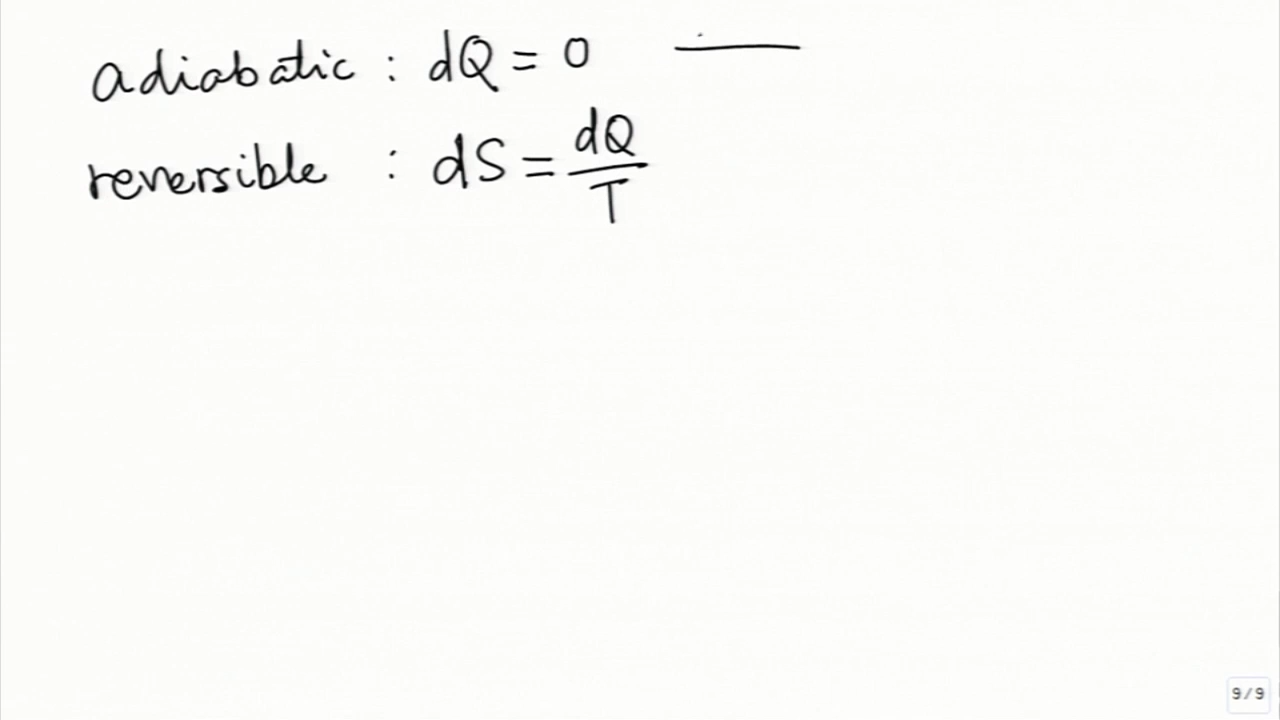 adiabatic : dQ = 0
reversible : dS = dQ/T
9/9